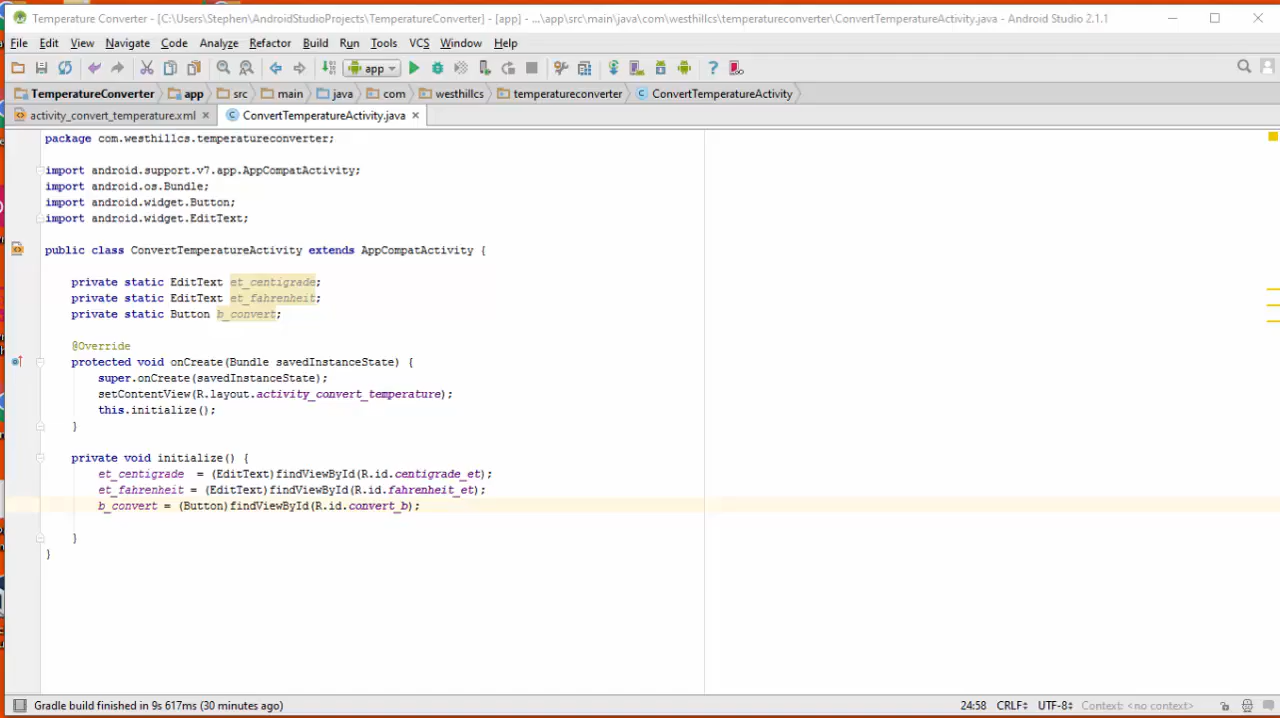 Temperature Converter - [C:\Users\Stephen\AndroidStudioProjects\TemperatureConverter] - [app] - ...\app\src\main\java\com\westhillcs\temperatureconverter\ConvertTemperatureActivity.java - Android Studio 2.1.1
File Edit View Navigate Code Analyze Refactor Build Run Tools VCS Window Help
app
TemperatureConverter app src main java com westhillcs temperatureconverter ConvertTemperatureActivity
activity_convert_temperature.xml ConvertTemperatureActivity.java
package com.westhillcs.temperatureconverter;
import android.support.v7.app.AppCompatActivity;
import android.os.Bundle;
import android.widget.Button;
import android.widget.EditText;
public class ConvertTemperatureActivity extends AppCompatActivity {
private static EditText et_centigrade;
private static EditText et_fahrenheit;
private static Button b_convert;
@Override
protected void onCreate(Bundle savedInstanceState) {
super.onCreate(savedInstanceState);
setContentView(R.layout.activity_convert_temperature);
this.initialize();
}
private void initialize() {
et_centigrade = (EditText)findViewById(R.id.centigrade_et);
et_fahrenheit = (EditText)findViewById(R.id.fahrenheit_et);
b_convert = (Button)findViewById(R.id.convert_b);
}
}
Gradle build finished in 9s 617ms (30 minutes ago) 24:58 CRLF UTF-8 Context: <no context>